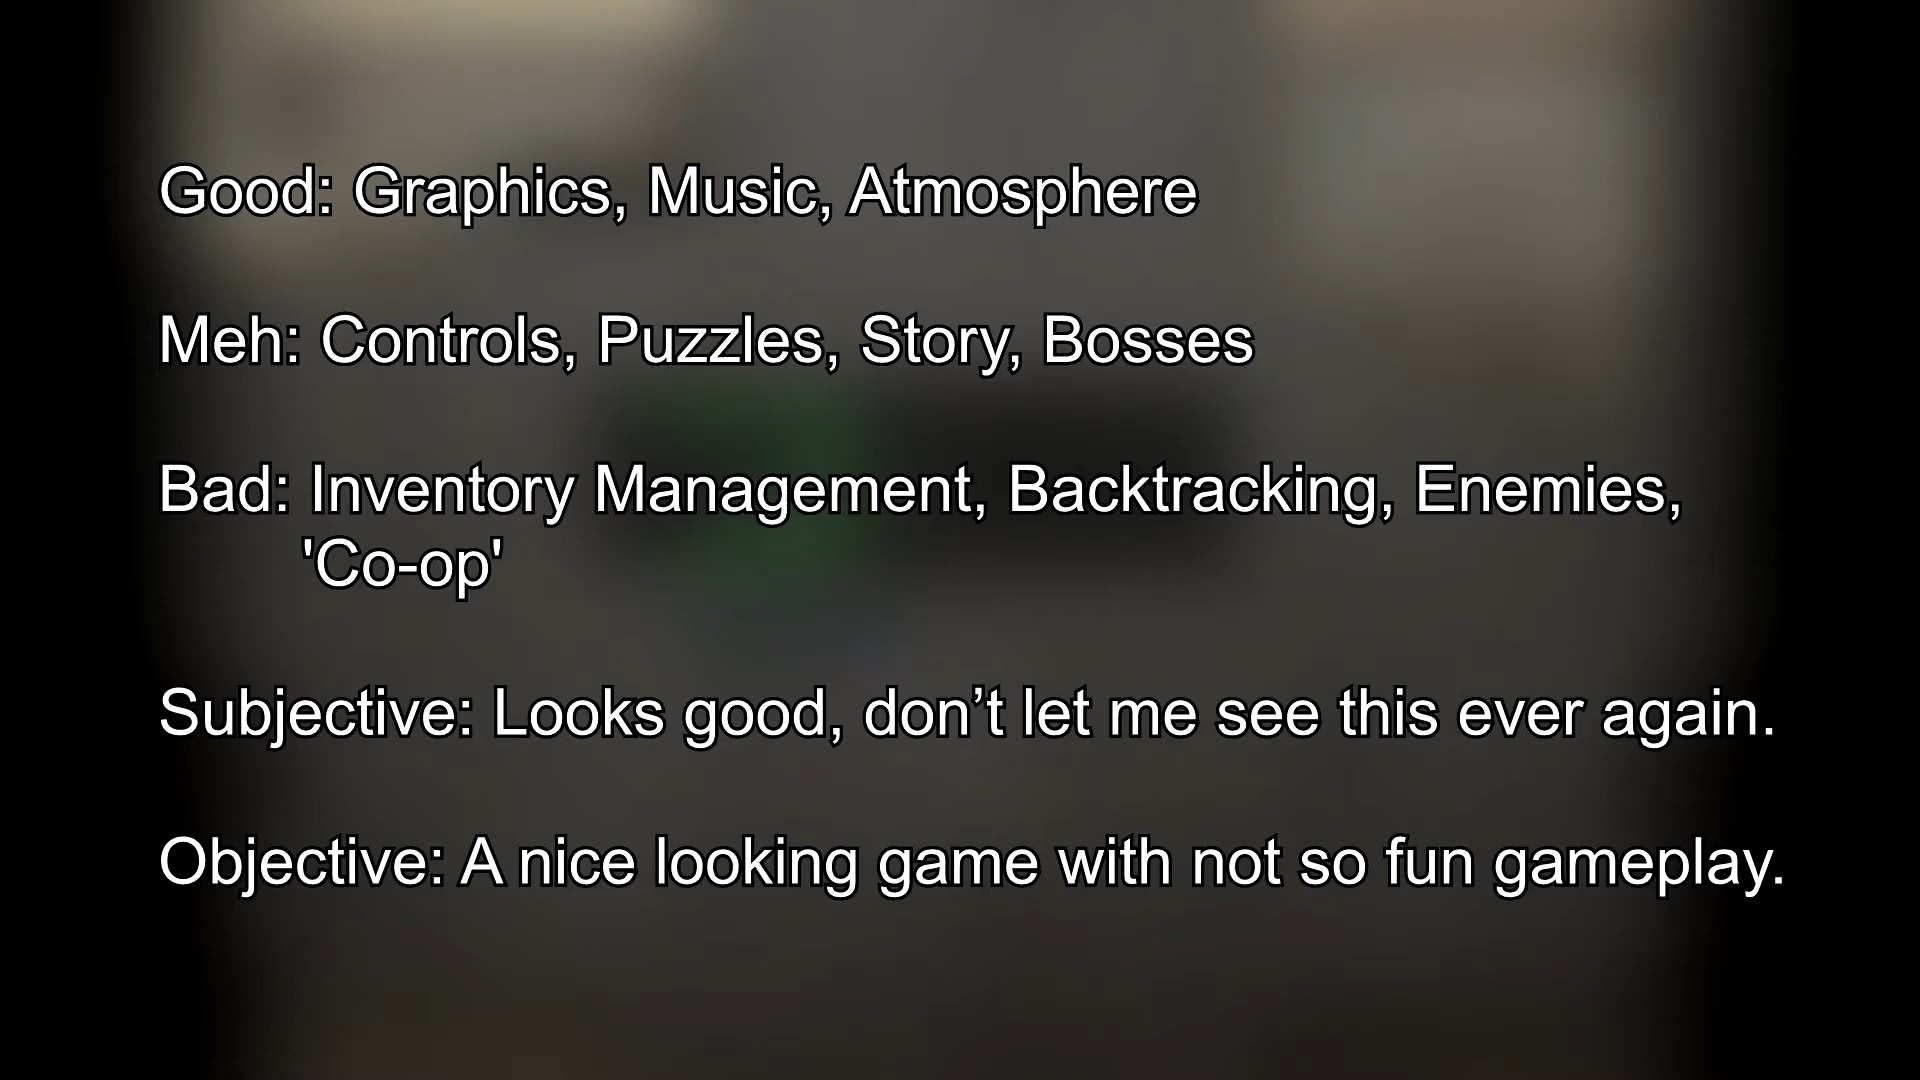 Good: Graphics, Music, Atmosphere
Meh: Controls, Puzzles, Story, Bosses
Bad: Inventory Management, Backtracking, Enemies,
'Co-op'
Subjective: Looks good, don’t let me see this ever again.
Objective: A nice looking game with not so fun gameplay.